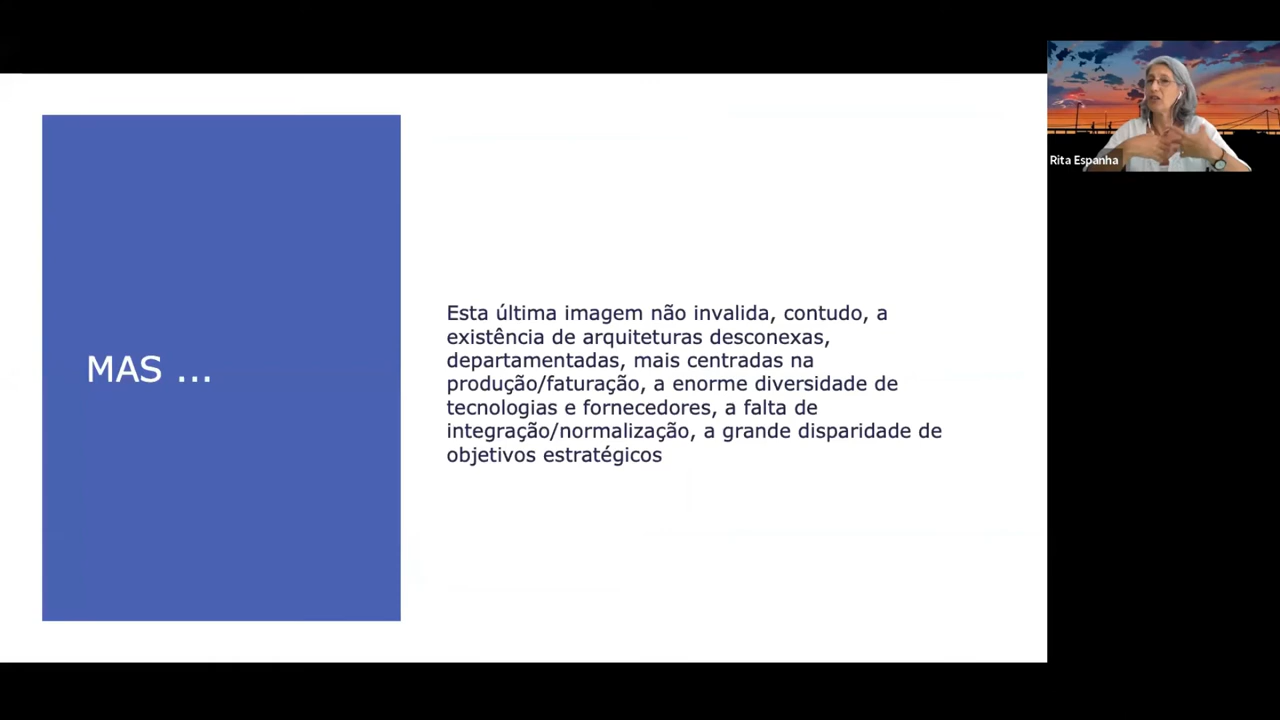 MAS ...
Esta última imagem não invalida, contudo, a
existência de arquiteturas desconexas,
departamentadas, mais centradas na
produção/faturação, a enorme diversidade de
tecnologias e fornecedores, a falta de
integração/normalização, a grande disparidade de
objetivos estratégicos
Rita Espanha